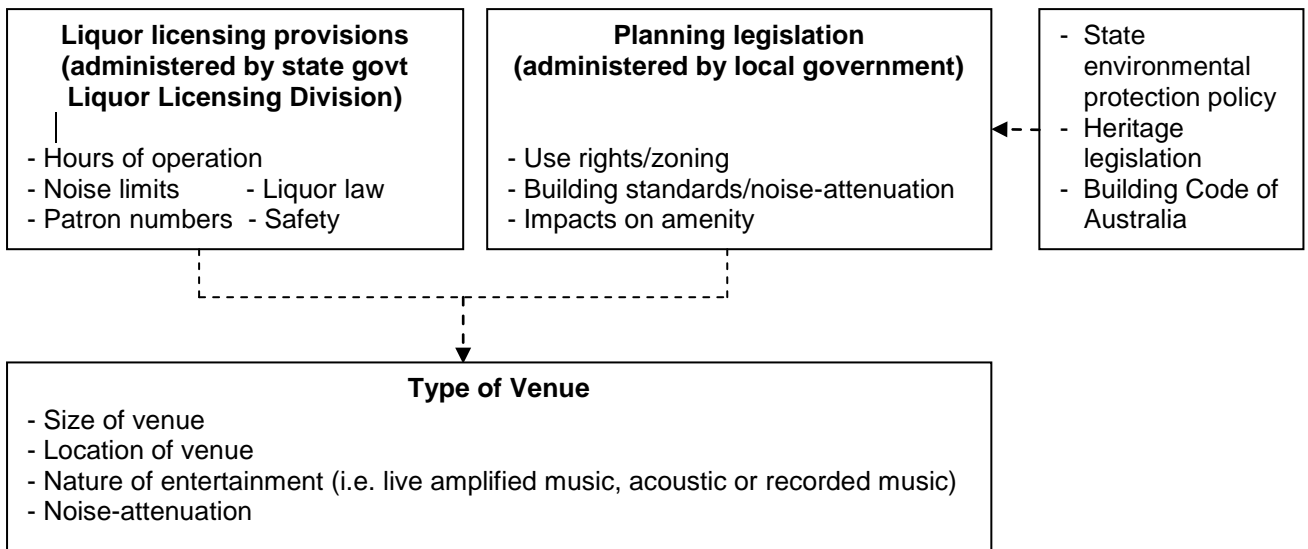 Liquor licensing provisions
(administered by state govt
Liquor Licensing Division)
- Hours of operation
- Noise limits - Liquor law
- Patron numbers - Safety
Planning legislation
(administered by local government)
- Use rights/zoning
- Building standards/noise-attenuation
- Impacts on amenity
- State
environmental
protection policy
- Heritage
legislation
- Building Code of
Australia
Type of Venue
- Size of venue
- Location of venue
- Nature of entertainment (i.e. live amplified music, acoustic or recorded music)
- Noise-attenuation